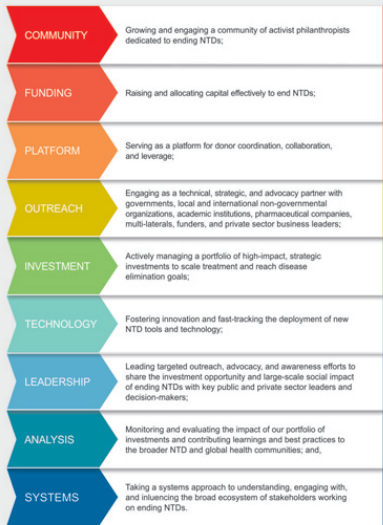 COMMUNITY
Growing and engaging a community of activist philanthropists
dedicated to ending NTDs;
FUNDING
Raising and allocating capital effectively to end NTDs;
PLATFORM
Serving as a platform for donor coordination, collaboration,
and leverage;
OUTREACH
Engaging as a technical, strategic, and advocacy partner with
governments, local and international non-governmental
organizations, academic institutions, pharmaceutical companies,
multi-laterals, funders, and private sector business leaders;
INVESTMENT
Actively managing a portfolio of high-impact, strategic
investments to scale treatment and reach disease
elimination goals;
TECHNOLOGY
Fostering innovation and fast-tracking the deployment of new
NTD tools and technology;
LEADERSHIP
Leading targeted outreach, advocacy, and awareness efforts to
share the investment opportunity and large-scale social impact
of ending NTDs with key public and private sector leaders and
decision-makers;
ANALYSIS
Monitoring and evaluating the impact of our portfolio of
investments and contributing learnings and best practices to
the broader NTD and global health communities; and,
SYSTEMS
Taking a systems approach to understanding, engaging with,
and inluencing the broad ecosystem of stakeholders working
on ending NTDs.